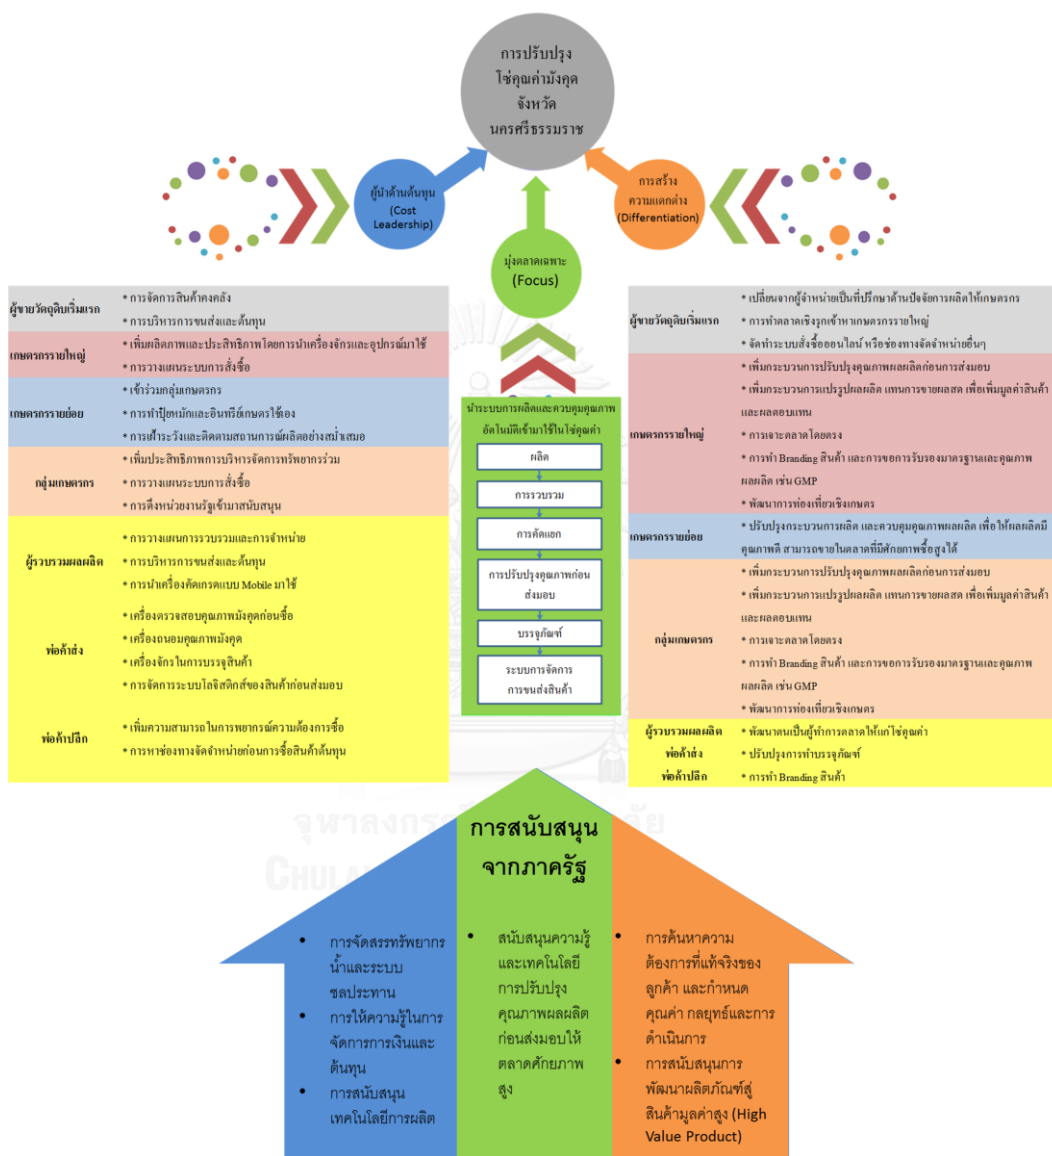 การปรับปรุง
โซ่คุณค่ามังคุด
จังหวัด
นครศรีธรรมราช
ผู้นำด้านต้นทุน
(Cost
Leadership)
การสร้าง
ความแตกต่าง
(Differentiation)
มุ่งตลาดเฉพาะ
(Focus)
ผู้ขายวัตถุดิบเริ่มแรก
* การจัดการสินค้าคงคลัง
* การบริหารการขนส่งและต้นทุน
เกษตรกรรายใหญ่
* เพิ่มผลิตภาพและประสิทธิภาพโดยการนำเครื่องจักรและอุปกรณ์มาใช้
* การวางแผนระบบการสั่งซื้อ
เกษตรกรรายย่อย
* เข้าร่วมกลุ่มเกษตรกร
* การทำปุ๋ยหมักและอินทรีย์เกษตรใช้เอง
* การเฝ้าระวังและติดตามสถานการณ์ผลิตอย่างสม่ำเสมอ
กลุ่มเกษตรกร
* เพิ่มประสิทธิภาพการบริหารจัดการทรัพยากรร่วม
* การวางแผนระบบการสั่งซื้อ
* การดึงหน่วยงานรัฐเข้ามาสนับสนุน
ผู้รวบรวมผลผลิต
* การวางแผนการรวบรวมและการจำหน่าย
* การบริหารการขนส่งและต้นทุน
* การนำเครื่องคัดเกรดแบบ Mobile มาใช้
พ่อค้าส่ง
* เครื่องตรวจสอบคุณภาพมังคุดก่อนซื้อ
* เครื่องถนอมคุณภาพมังคุด
* เครื่องจักรในการบรรจุสินค้า
* การจัดการระบบโลจิสติกส์ของสินค้าก่อนส่งมอบ
พ่อค้าปลีก
* เพิ่มความสามารถในการพยากรณ์ความต้องการซื้อ
* การหาช่องทางจัดจำหน่ายก่อนการซื้อสินค้าต้นทุน
นำระบบการผลิตและควบคุมคุณภาพ
อัตโนมัติเข้ามาใช้ในโซ่คุณค่า
ผลิต
การรวบรวม
การคัดแยก
การปรับปรุงคุณภาพก่อน
ส่งมอบ
บรรจุภัณฑ์
ระบบการจัดการ
การขนส่งสินค้า
ผู้ขายวัตถุดิบเริ่มแรก
* เปลี่ยนจากผู้จำหน่ายเป็นที่ปรึกษาด้านปัจจัยการผลิตให้เกษตรกร
* การทำตลาดเชิงรุกเข้าหาเกษตรกรรายใหญ่
* จัดทำระบบสั่งซื้ออนไลน์ หรือช่องทางจัดจำหน่ายอื่นๆ
เกษตรกรรายใหญ่
* เพิ่มกระบวนการปรับปรุงคุณภาพผลผลิตก่อนการส่งมอบ
* เพิ่มกระบวนการแปรรูปผลผลิต แทนการขายผลสด เพื่อเพิ่มมูลค่าสินค้า
และผลตอบแทน
* การเจาะตลาดโดยตรง
* การทำ Branding สินค้า และการขอการรับรองมาตรฐานและคุณภาพ
ผลผลิต เช่น GMP
* พัฒนาการท่องเที่ยวเชิงเกษตร
เกษตรกรรายย่อย
* ปรับปรุงกระบวนการผลิต และควบคุมคุณภาพผลผลิต เพื่อให้ผลผลิตมี
คุณภาพดี สามารถขายในตลาดที่มีศักยภาพซื้อสูงได้
กลุ่มเกษตรกร
* เพิ่มกระบวนการปรับปรุงคุณภาพผลผลิตก่อนการส่งมอบ
* เพิ่มกระบวนการแปรรูปผลผลิต แทนการขายผลสด เพื่อเพิ่มมูลค่าสินค้า
และผลตอบแทน
* การเจาะตลาดโดยตรง
* การทำ Branding สินค้า และการขอการรับรองมาตรฐานและคุณภาพ
ผลผลิต เช่น GMP
* พัฒนาการท่องเที่ยวเชิงเกษตร
ผู้รวบรวมผลผลิต * พัฒนาตนเป็นผู้ทำการตลาดให้แก่โซ่คุณค่า
พ่อค้าส่ง * ปรับปรุงการทำบรรจุภัณฑ์
พ่อค้าปลีก * การทำ Branding สินค้า
การสนับสนุน
จากภาครัฐ
• การจัดสรรทรัพยากร
น้ำและระบบ
ชลประทาน
• การให้ความรู้ในการ
จัดการการเงินและ
ต้นทุน
• การสนับสนุน
เทคโนโลยีการผลิต
• สนับสนุนความรู้
และเทคโนโลยี
การปรับปรุง
คุณภาพผลผลิต
ก่อนส่งมอบให้
ตลาดศักยภาพ
สูง
• การค้นหาความ
ต้องการที่แท้จริงของ
ลูกค้า และกำหนด
คุณค่า กลยุทธ์และการ
ดำเนินการ
• การสนับสนุนการ
พัฒนาผลิตภัณฑ์สู่
สินค้ามูลค่าสูง (High
Value Product)